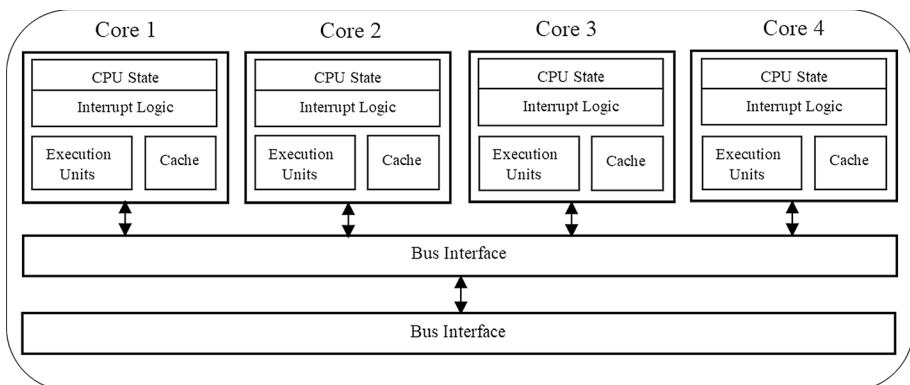 Core 1
Core 2
Core 3
Core 4
CPU State
Interrupt Logic
Execution
Units
Cache
CPU State
Interrupt Logic
Execution
Units
Cache
CPU State
Interrupt Logic
Execution
Units
Cache
CPU State
Interrupt Logic
Execution
Units
Cache
Bus Interface
Bus Interface